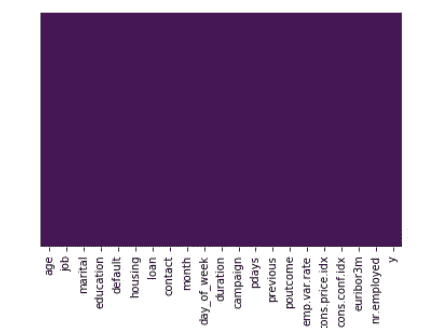 age
job
marital
education
default
housing
loan
contact
month
day_of_week
duration
campaign
pdays
previous
poutcome
emp.var.rate
cons.price.idx
cons.conf.idx
euribor3m
nr.employed
y